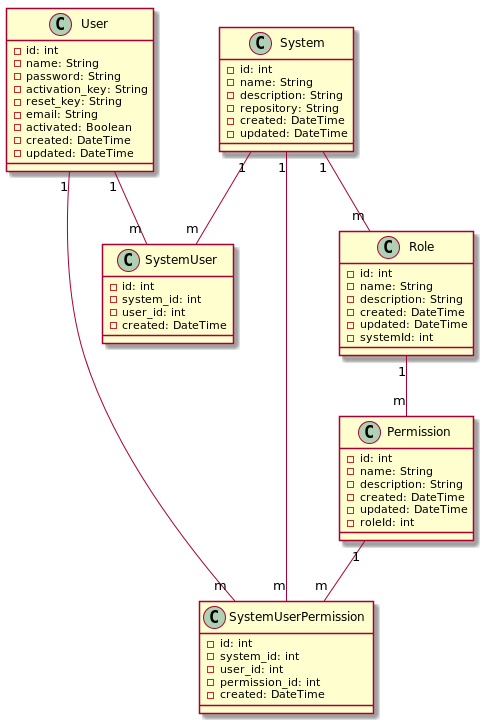 C User
id: int
name: String
password: String
activation_key: String
reset_key: String
email: String
activated: Boolean
created: DateTime
updated: DateTime
C System
id: int
name: String
description: String
repository: String
created: DateTime
updated: DateTime
1 1 1 1 1
m m m
C SystemUser
id: int
system_id: int
user_id: int
created: DateTime
C Role
id: int
name: String
description: String
created: DateTime
updated: DateTime
systemId: int
1
m
C Permission
id: int
name: String
description: String
created: DateTime
updated: DateTime
roleId: int
1
m m m
C SystemUserPermission
id: int
system_id: int
user_id: int
permission_id: int
created: DateTime